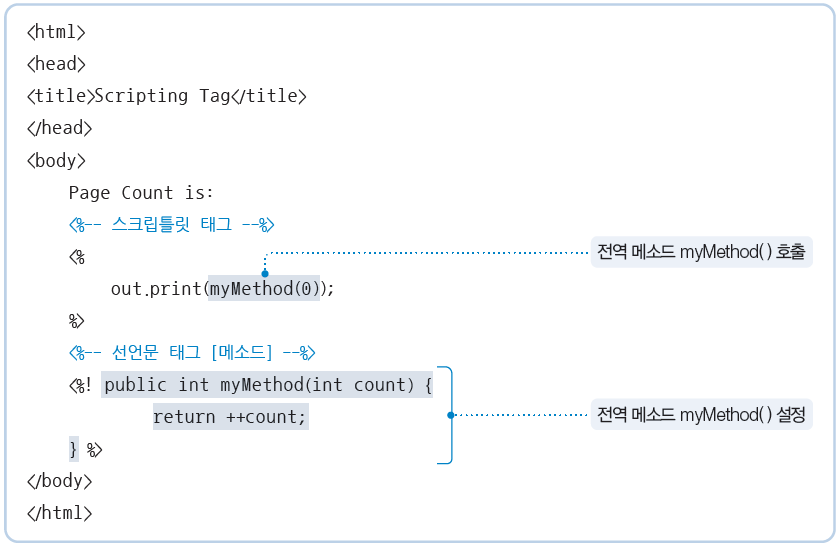 <html>
<head>
<title>Scripting Tag</title>
</head>
<body>
Page Count is:
<%-- 스크립틀릿 태그 --%>
<%
전역 메소드 myMethod( ) 호출
out.print(myMethod(0));
%>
<%-- 선언문 태그 [메소드] --%>
<%! public int myMethod(int count) {
return ++count;
전역 메소드 myMethod( ) 설정
} %>
</body>
</html>